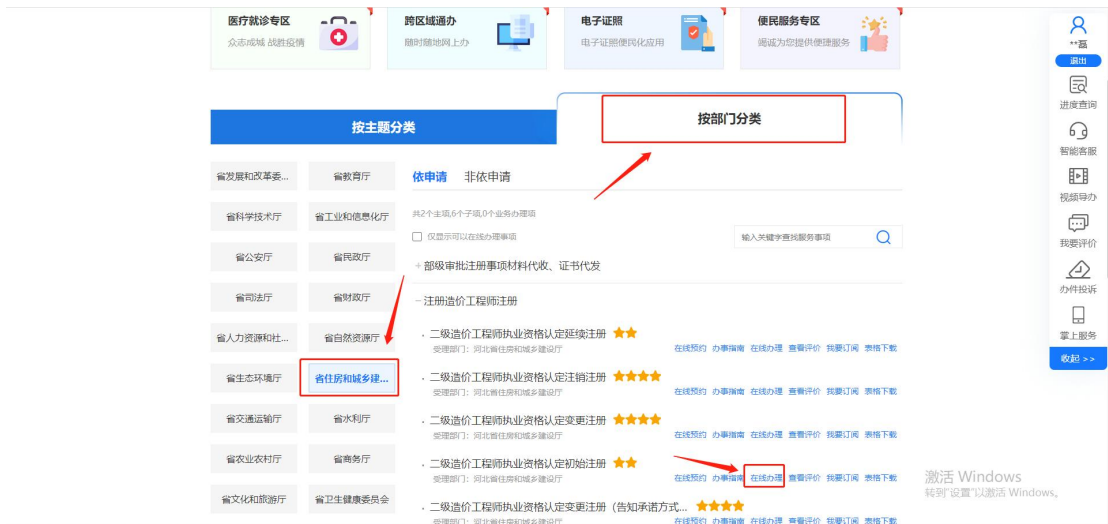 医疗就诊专区
众志成城 战胜疫情
跨区域通办
随时随地网上办
电子证照
电子证照便民化应用
便民服务专区
竭诚为您提供便捷服务
按主题分类
按部门分类
省发展和改革委...
省教育厅
省科学技术厅
省工业和信息化厅
省公安厅
省民政厅
省司法厅
省财政厅
省人力资源和社...
省自然资源厅
省生态环境厅
省住房和城乡建...
省交通运输厅
省水利厅
省农业农村厅
省商务厅
省文化和旅游厅
省卫生健康委员会
依申请 非依申请
共2个主项,6个子项,0个业务办理项
仅显示可以在线办理事项
输入关键字查找服务事项
+ 部级审批注册事项材料代收、证书代发
− 注册造价工程师注册
· 二级造价工程师执业资格认定延续注册
受理部门：河北省住房和城乡建设厅
在线预约 办事指南 在线办理 查看评价 我要订阅 表格下载
· 二级造价工程师执业资格认定注销注册
受理部门：河北省住房和城乡建设厅
在线预约 办事指南 在线办理 查看评价 我要订阅 表格下载
· 二级造价工程师执业资格认定变更注册
受理部门：河北省住房和城乡建设厅
在线预约 办事指南 在线办理 查看评价 我要订阅 表格下载
· 二级造价工程师执业资格认定初始注册
受理部门：河北省住房和城乡建设厅
在线预约 办事指南 在线办理 查看评价 我要订阅 表格下载
· 二级造价工程师执业资格认定变更注册（告知承诺方式...
受理部门：河北省住房和城乡建设厅
在线预约 办事指南 在线办理 查看评价 我要订阅 表格下载
**磊
退出
进度查询
智能客服
视频导办
我要评价
办件投诉
掌上服务
收起 >>
激活 Windows
转到"设置"以激活 Windows。